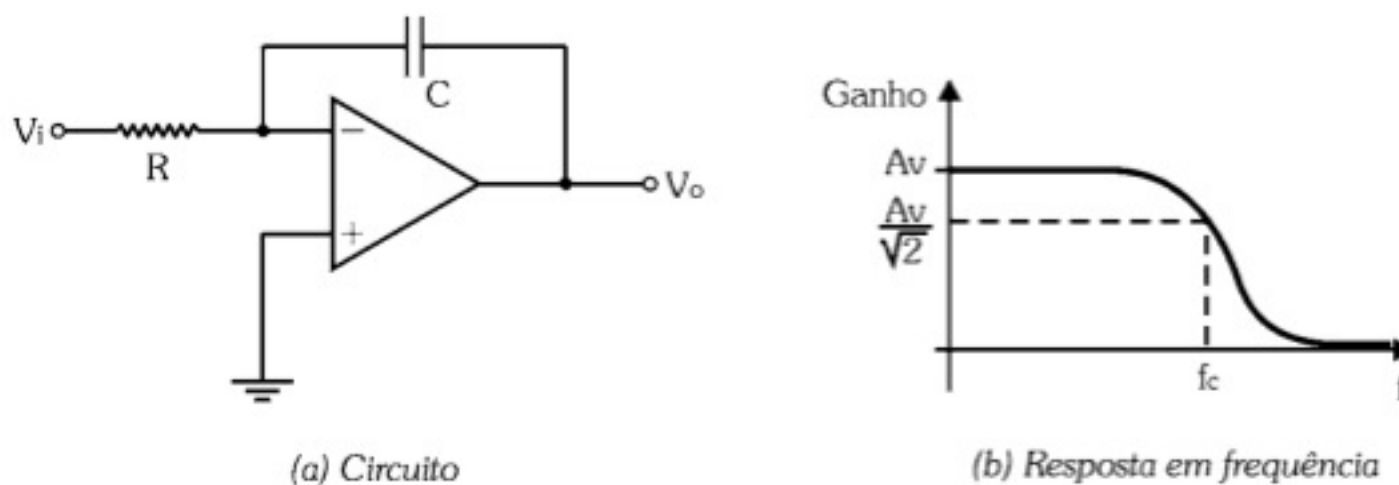 C
Vi
R
−
+
Vo
(a) Circuito
Ganho
Av
Av
√2
fc
f
(b) Resposta em frequência